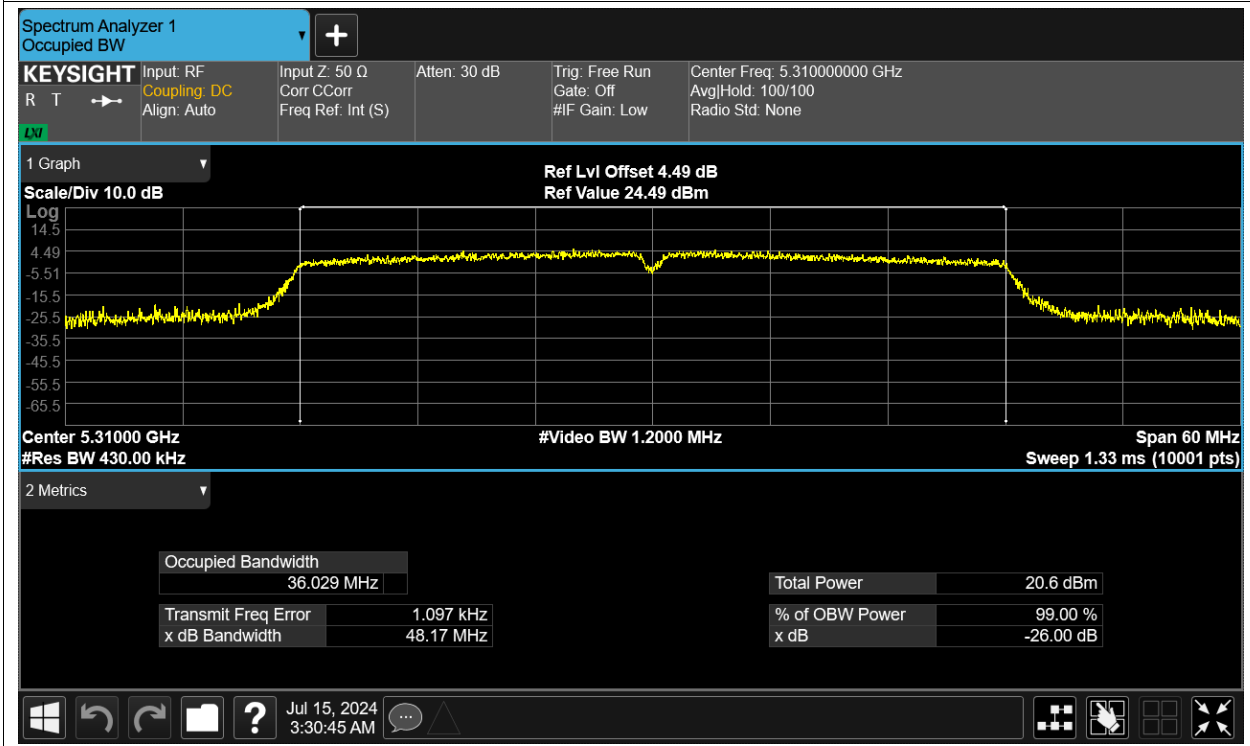 Spectrum Analyzer 1
Occupied BW
KEYSIGHT
R T
LXI
Input: RF
Coupling: DC
Align: Auto
Input Z: 50 Ω
Corr CCorr
Freq Ref: Int (S)
Atten: 30 dB
Trig: Free Run
Gate: Off
#IF Gain: Low
Center Freq: 5.310000000 GHz
Avg|Hold: 100/100
Radio Std: None
1 Graph
Scale/Div 10.0 dB
Ref Lvl Offset 4.49 dB
Ref Value 24.49 dBm
Log
14.5
4.49
-5.51
-15.5
-25.5
-35.5
-45.5
-55.5
-65.5
Center 5.31000 GHz
#Res BW 430.00 kHz
#Video BW 1.2000 MHz
Span 60 MHz
Sweep 1.33 ms (10001 pts)
2 Metrics
Occupied Bandwidth
36.029 MHz
Transmit Freq Error 1.097 kHz
x dB Bandwidth 48.17 MHz
Total Power 20.6 dBm
% of OBW Power 99.00 %
x dB -26.00 dB
?
Jul 15, 2024
3:30:45 AM